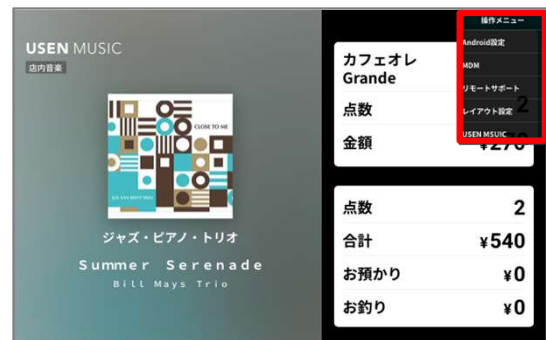 USEN MUSIC
店内音楽
CLOSE TO ME
ジャズ・ピアノ・トリオ
Summer Serenade
Bill Mays Trio
カフェオレ
Grande
点数 2
金額 ¥270
点数 2
合計 ¥540
お預かり ¥0
お釣り ¥0
操作メニュー
Android設定
MDM
リモートサポート
レイアウト設定
USEN MSUIC